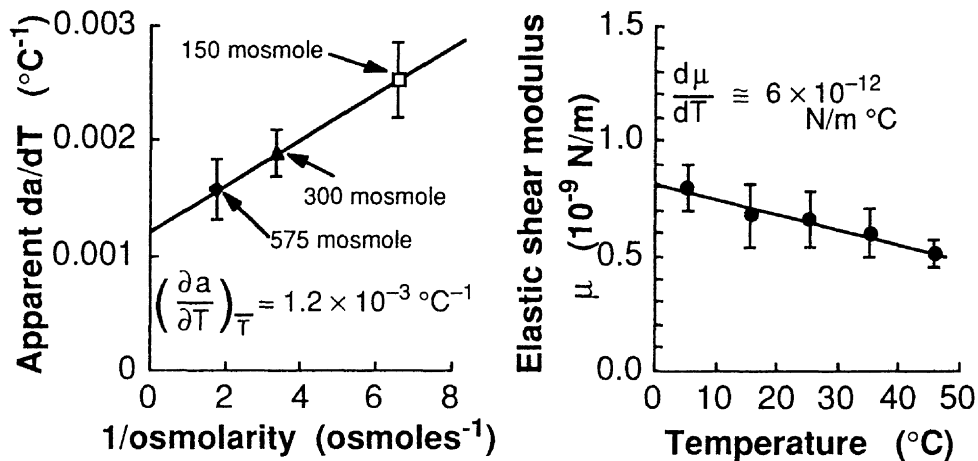 Apparent da/dT (°C⁻¹)
0.003
0.002
0.001
0
150 mosmole
300 mosmole
575 mosmole
(∂a/∂T)_T̅ = 1.2 × 10⁻³ °C⁻¹
0 2 4 6 8
1/osmolarity (osmoles⁻¹)
Elastic shear modulus
μ (10⁻⁹ N/m)
1.5
1.0
0.5
0.0
dμ/dT ≅ 6 × 10⁻¹²
N/m °C
0 10 20 30 40 50
Temperature (°C)